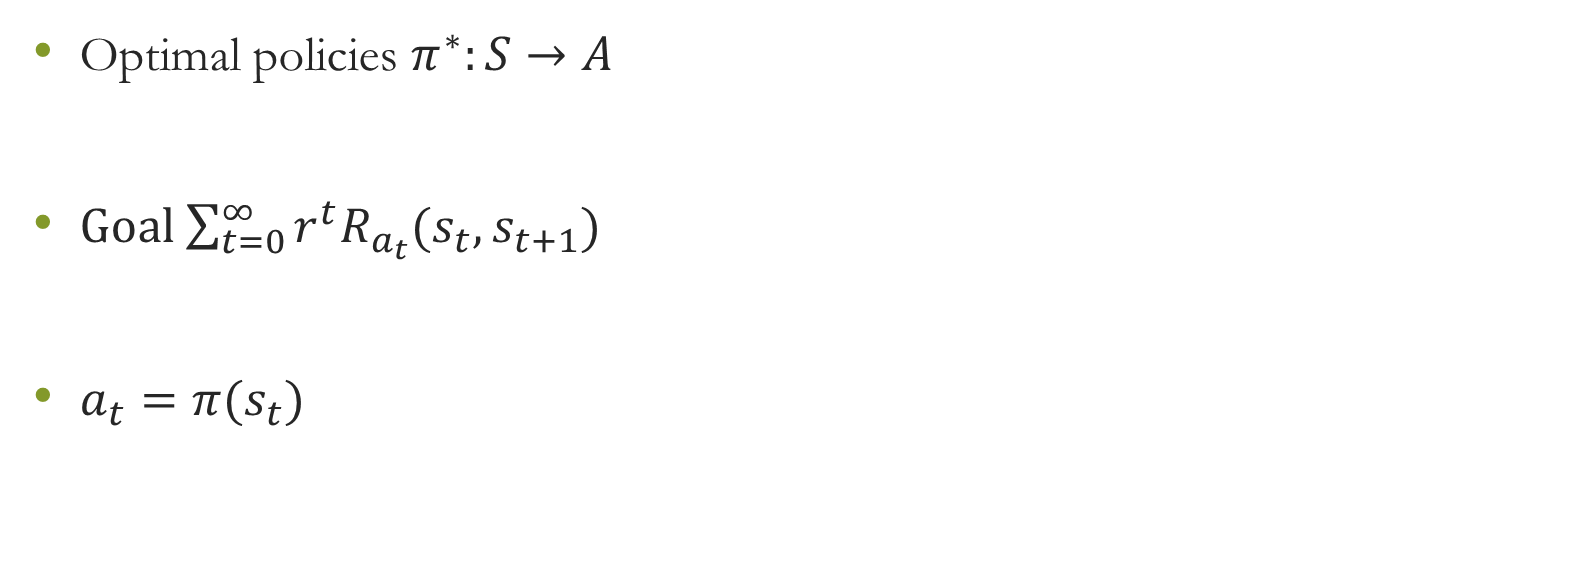 • Optimal policies π*: S → A
• Goal ∑_{t=0}^{∞} r^t R_{a_t}(s_t, s_{t+1})
• a_t = π(s_t)